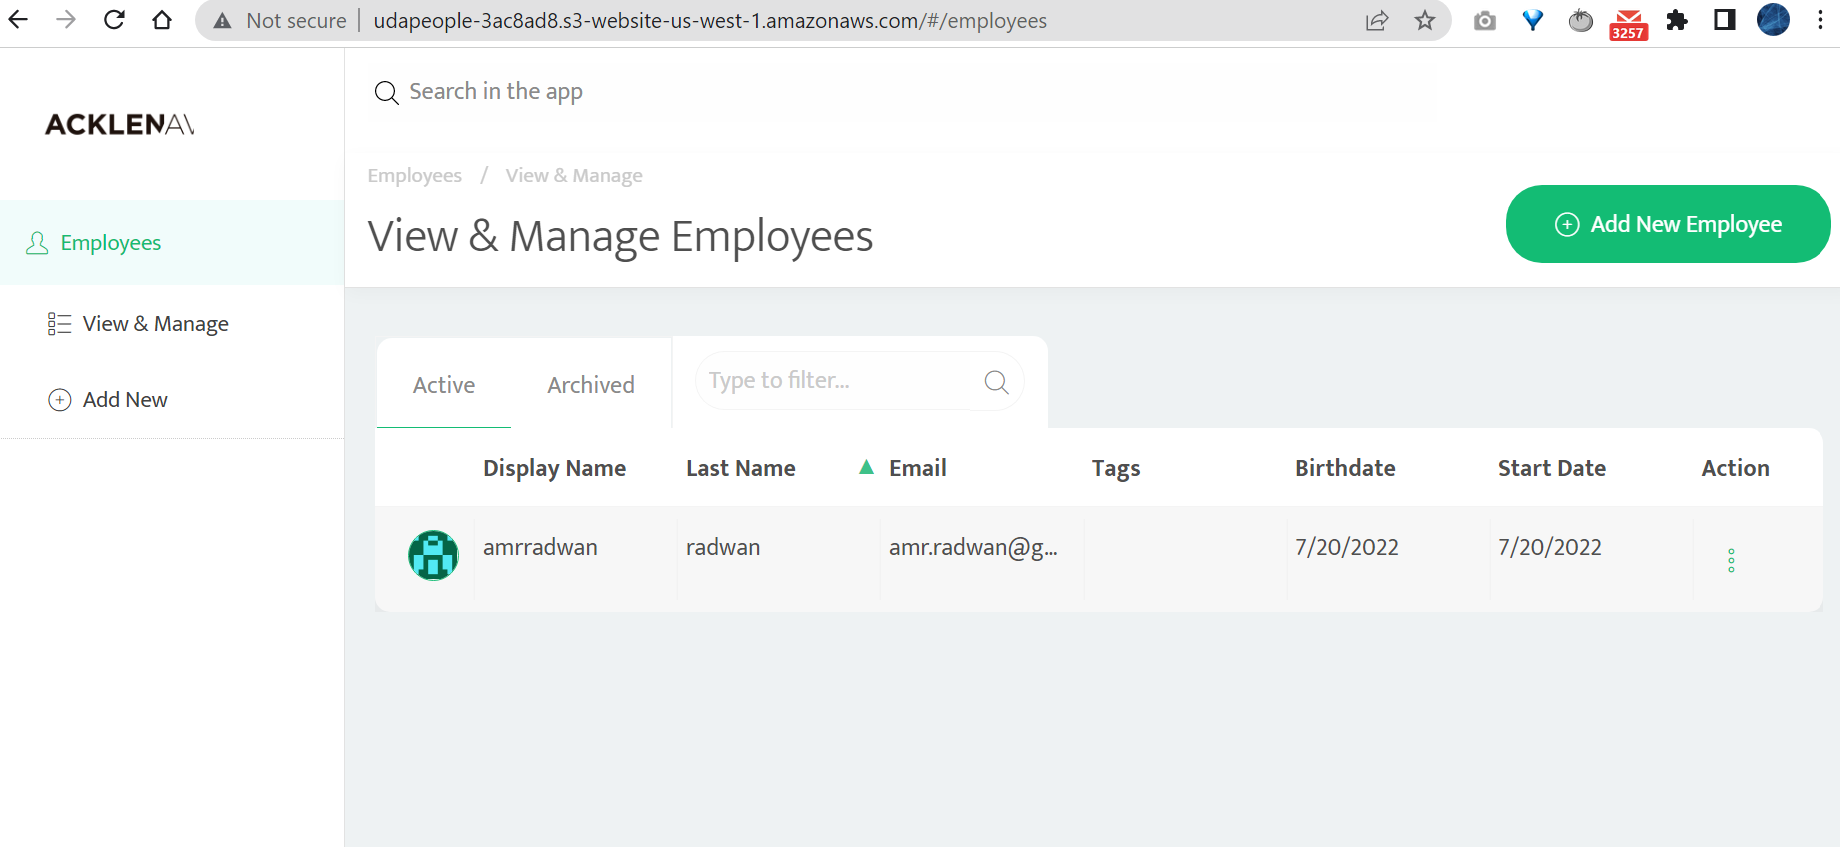 Not secure | udapeople-3ac8ad8.s3-website-us-west-1.amazonaws.com/#/employees
3257
ACKLENAV
Search in the app
Employees / View & Manage
View & Manage Employees
Add New Employee
Employees
View & Manage
Add New
Active Archived Type to filter...
Display Name Last Name Email Tags Birthdate Start Date Action
amrradwan radwan amr.radwan@g... 7/20/2022 7/20/2022